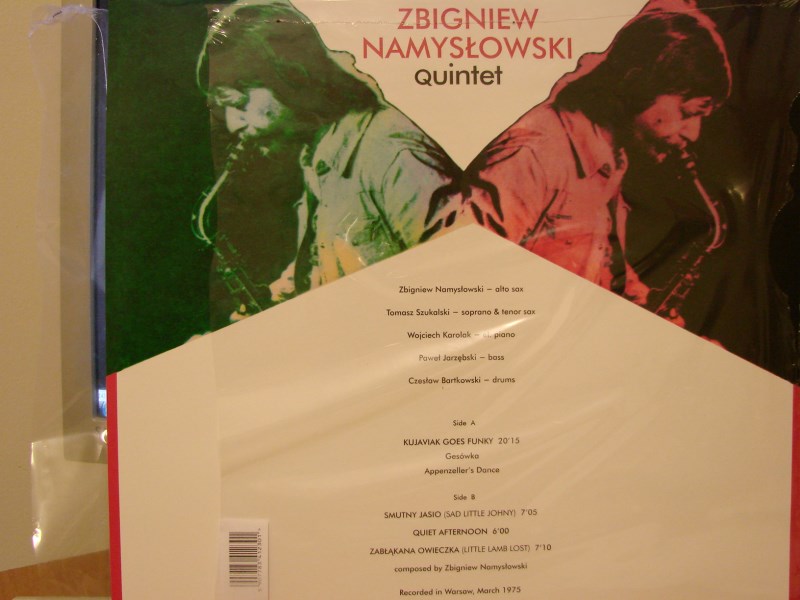 ZBIGNIEW
NAMYSŁOWSKI
quintet
Zbigniew Namysłowski – alto sax
Tomasz Szukalski – soprano & tenor sax
Wojciech Karolak – el. piano
Paweł Jarzębski – bass
Czesław Bartkowski – drums
Side A
KUJAVIAK GOES FUNKY 20'15
Gesówka
Appenzeller's Dance
Side B
SMUTNY JASIO (SAD LITTLE JOHNY) 7'05
QUIET AFTERNOON 6'00
ZABŁĄKANA OWIECZKA (LITTLE LAMB LOST) 7'10
composed by Zbigniew Namysłowski
Recorded in Warsaw, March 1975